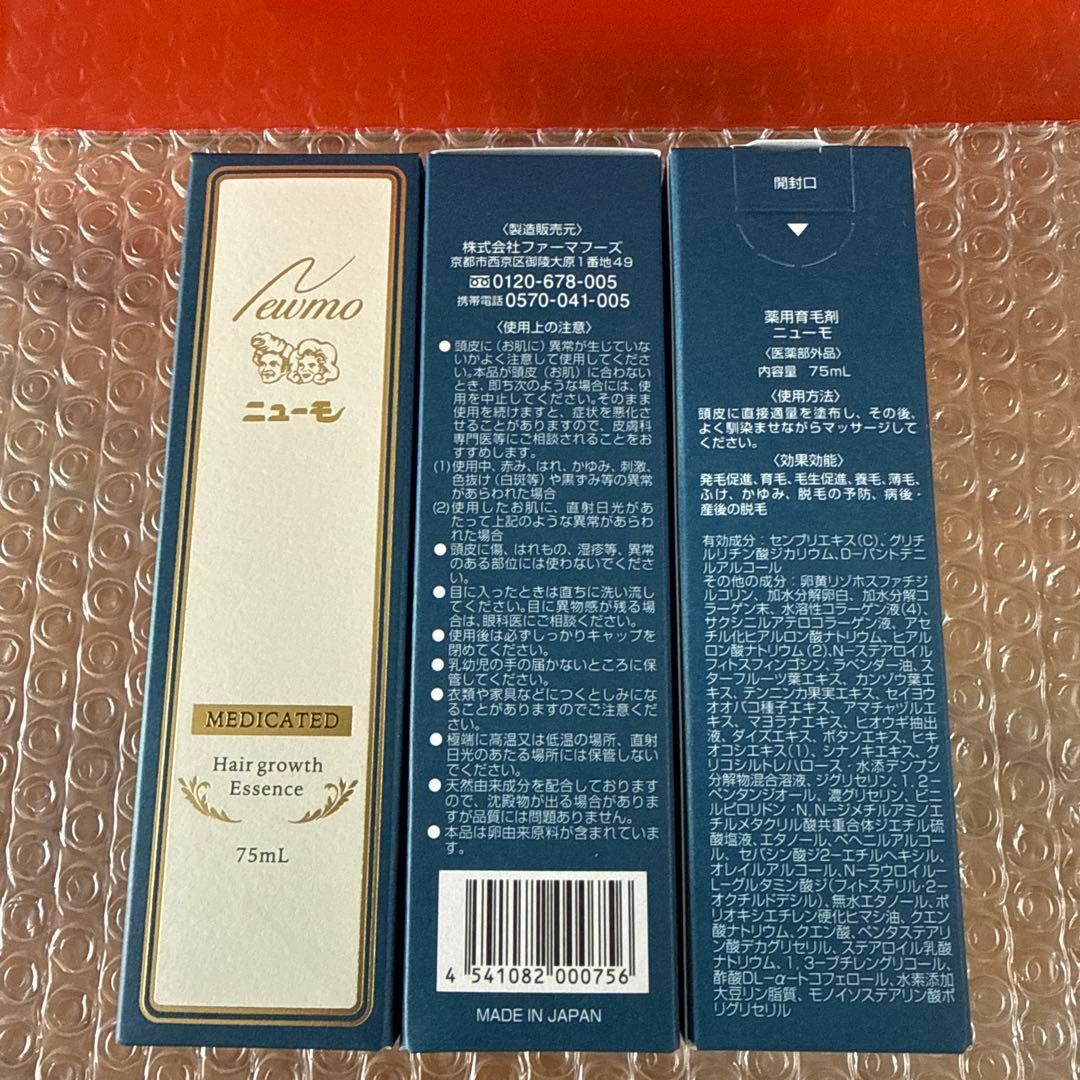 Newmo
ニューモ
MEDICATED
Hair growth
Essence
75mL
〈製造販売元〉
株式会社ファーマフーズ
京都市西京区御陵大原1番地49
0120-678-005
携帯電話 0570-041-005
〈使用上の注意〉
● 頭皮に（お肌に）異常が生じていな
いかよく注意して使用してくださ
い。本品が頭皮（お肌）に合わない
とき、即ち次のような場合には、使
用を中止してください。そのまま
使用を続けますと、症状を悪化さ
せることがありますので、皮膚科
専門医等にご相談されることをお
すすめします。
(1)使用中、赤み、はれ、かゆみ、刺激、
色抜け（白斑等）や黒ずみ等の異常
があらわれた場合
(2)使用したお肌に、直射日光があ
たって上記のような異常があらわ
れた場合
● 頭皮に傷、はれもの、湿疹等、異常
のある部位には使わないでくださ
い。
● 目に入ったときは直ちに洗い流し
てください。目に異物感が残る場合
は、眼科医にご相談ください。
● 使用後は必ずしっかりキャップを
閉めてください。
● 乳幼児の手の届かないところに保
管してください。
● 衣類や家具などにつくとしみにな
ることがありますのでご注意くだ
さい。
● 極端に高温又は低温の場所、直射
日光のあたる場所には保管しない
でください。
● 天然由来成分を配合しております
ので、沈殿物が出る場合がありま
すが品質には問題ありません。
● 本品は卵由来原料が含まれていま
す。
4 541082 000756
MADE IN JAPAN
開封口
薬用育毛剤
ニューモ
〈医薬部外品〉
内容量 75mL
〈使用方法〉
頭皮に直接適量を塗布し、その後、
よく馴染ませながらマッサージして
ください。
〈効果効能〉
発毛促進、育毛、毛生促進、養毛、薄毛、
ふけ、かゆみ、脱毛の予防、病後・
産後の脱毛
有効成分：センブリエキス(C)、グリチ
ルリチン酸ジカリウム、D-パントテニ
ルアルコール
その他の成分：卵黄リゾホスファチジ
ルコリン、加水分解卵白、加水分解コ
ラーゲン末、水溶性コラーゲン液(4)、
サクシニルアテロコラーゲン液、アセ
チル化ヒアルロン酸ナトリウム、ヒアル
ロン酸ナトリウム(2)、N-ステアロイル
フィトスフィンゴシン、ラベンダー油、ス
ターフルーツ葉エキス、カンゾウ葉エ
キス、テンニンカ果実エキス、セイヨウ
オオバコ種子エキス、アマチャヅルエ
キス、マヨラナエキス、ヒオウギ抽出
液、ダイズエキス、ボタンエキス、ヒキ
オコシエキス(1)、シナノキエキス、グ
リコシルトレハロース・水添デンプン
分解物混合溶液、ジグリセリン、1,2-
ペンタンジオール、濃グリセリン、ビニ
ルピロリドン・N,N-ジメチルアミノエ
チルメタクリル酸共重合体ジエチル硫
酸塩液、エタノール、ベヘニルアルコー
ル、セバシン酸ジ2-エチルヘキシル、
オレイルアルコール、N-ラウロイル-
L-グルタミン酸ジ(フィトステリル・2-
オクチルドデシル)、無水エタノール、ポ
リオキシエチレン硬化ヒマシ油、クエン
酸ナトリウム、クエン酸、ペンタステアリ
ン酸デカグリセリル、ステアロイル乳酸
ナトリウム、1,3-ブチレングリコール、
酢酸DL-α-トコフェロール、水素添加
大豆リン脂質、モノイソステアリン酸ポ
リグリセリル